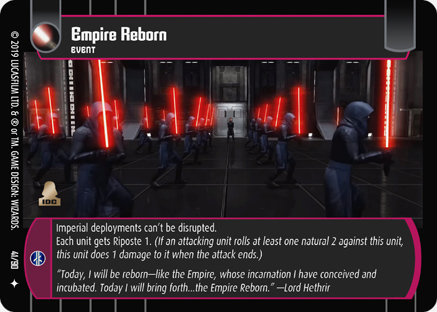 Empire Reborn
EVENT
© 2019 LUCASFILM LTD. & ® or TM. GAME DESIGN: WIZARDS.
IDC
Imperial deployments can't be disrupted.
Each unit gets Riposte 1. (If an attacking unit rolls at least one natural 2 against this unit,
this unit does 1 damage to it when the attack ends.)
"Today, I will be reborn—like the Empire, whose incarnation I have conceived and
incubated. Today I will bring forth...the Empire Reborn." —Lord Hethrir